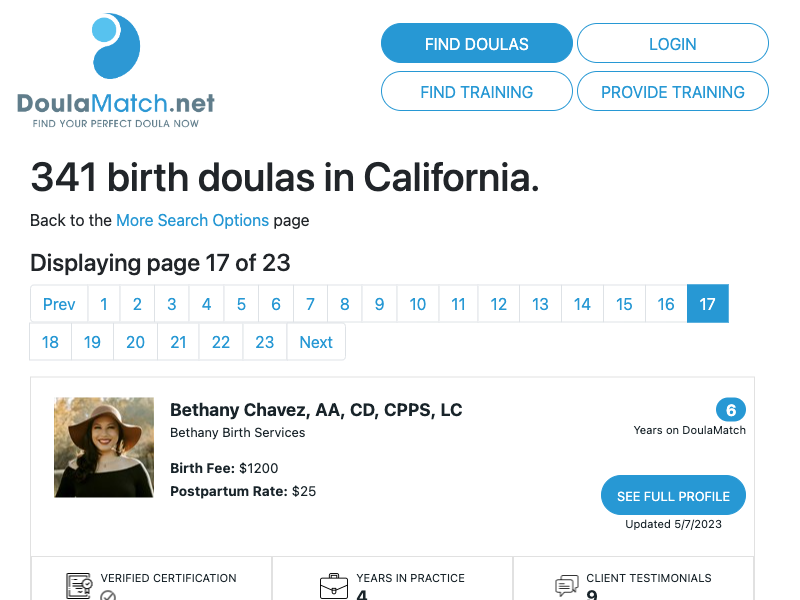 FIND DOULAS
LOGIN
FIND TRAINING
PROVIDE TRAINING
DoulaMatch.net
FIND YOUR PERFECT DOULA NOW
341 birth doulas in California.
Back to the More Search Options page
Displaying page 17 of 23
Prev 1 2 3 4 5 6 7 8 9 10 11 12 13 14 15 16 17
18 19 20 21 22 23 Next
Bethany Chavez, AA, CD, CPPS, LC
Bethany Birth Services
6
Years on DoulaMatch
Birth Fee: $1200
Postpartum Rate: $25
SEE FULL PROFILE
Updated 5/7/2023
VERIFIED CERTIFICATION
YEARS IN PRACTICE
4
CLIENT TESTIMONIALS
9